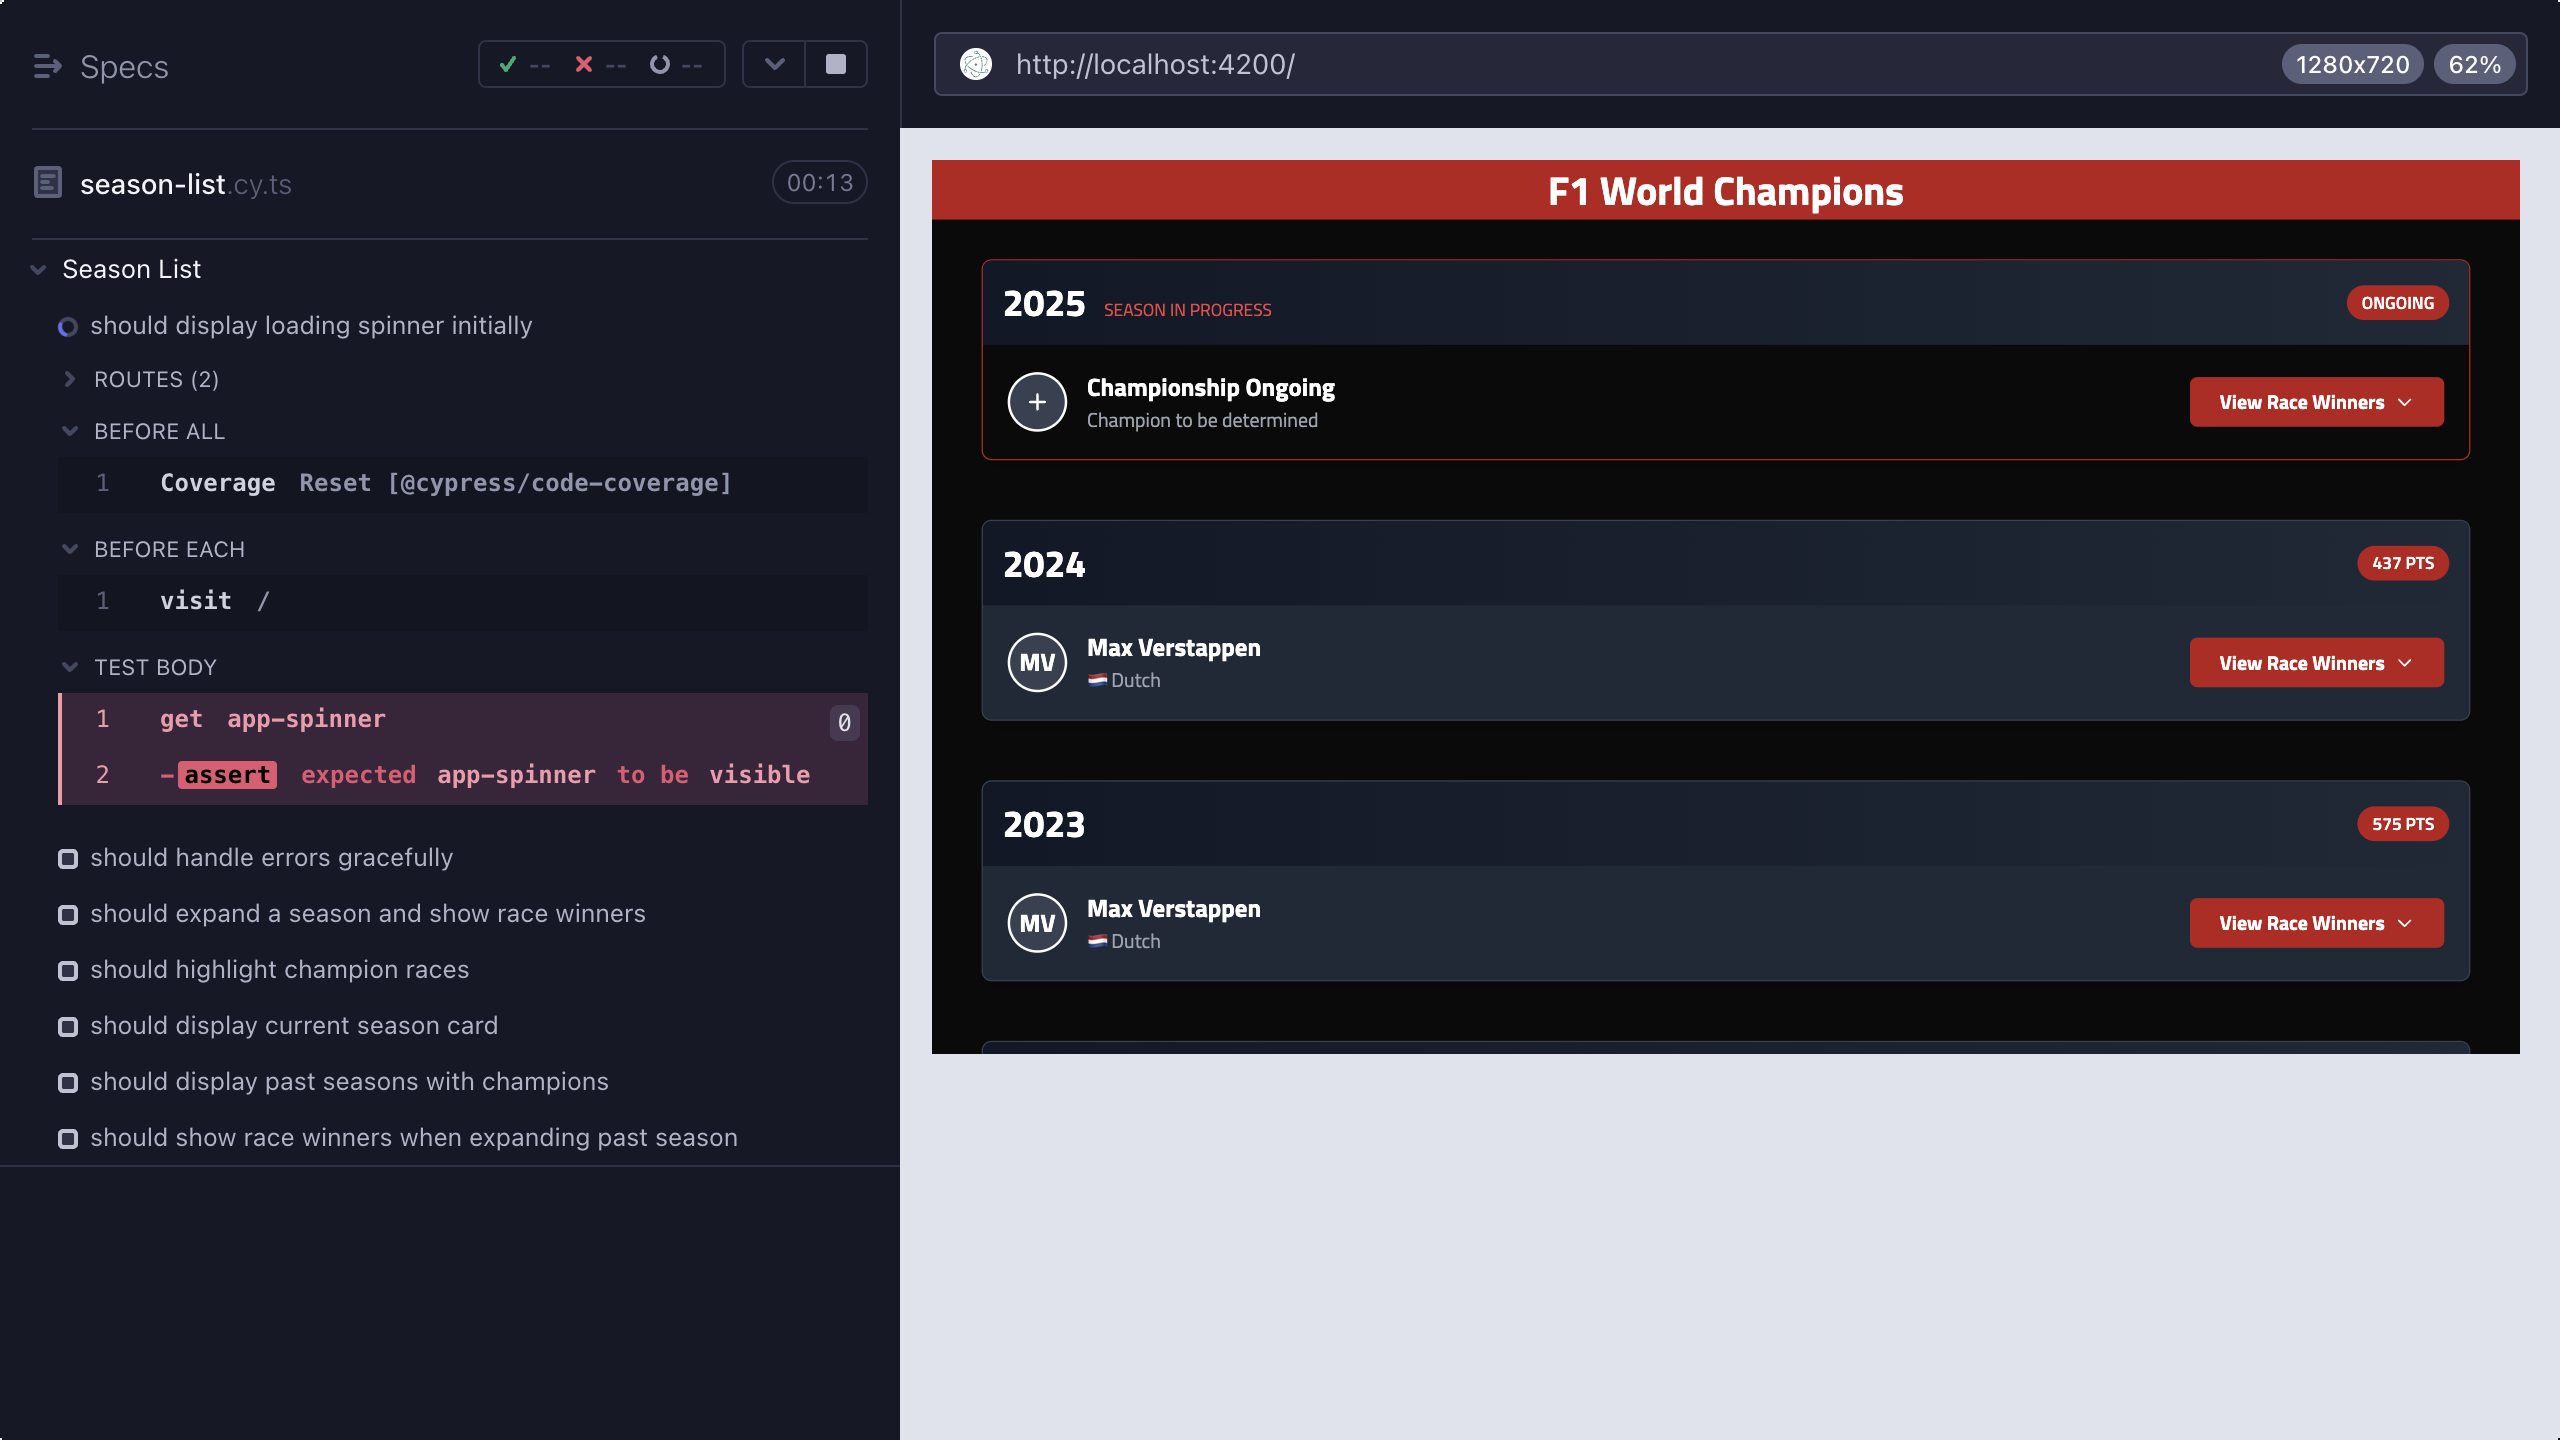 Specs
-- -- --
season-list.cy.ts 00:13
Season List
should display loading spinner initially
ROUTES (2)
BEFORE ALL
1 Coverage Reset [@cypress/code-coverage]
BEFORE EACH
1 visit /
TEST BODY
1 get app-spinner 0
2 -assert expected app-spinner to be visible
should handle errors gracefully
should expand a season and show race winners
should highlight champion races
should display current season card
should display past seasons with champions
should show race winners when expanding past season
http://localhost:4200/ 1280x720 62%
F1 World Champions
2025 SEASON IN PROGRESS ONGOING
Championship Ongoing
Champion to be determined
View Race Winners
2024 437 PTS
MV Max Verstappen
Dutch
View Race Winners
2023 575 PTS
MV Max Verstappen
Dutch
View Race Winners